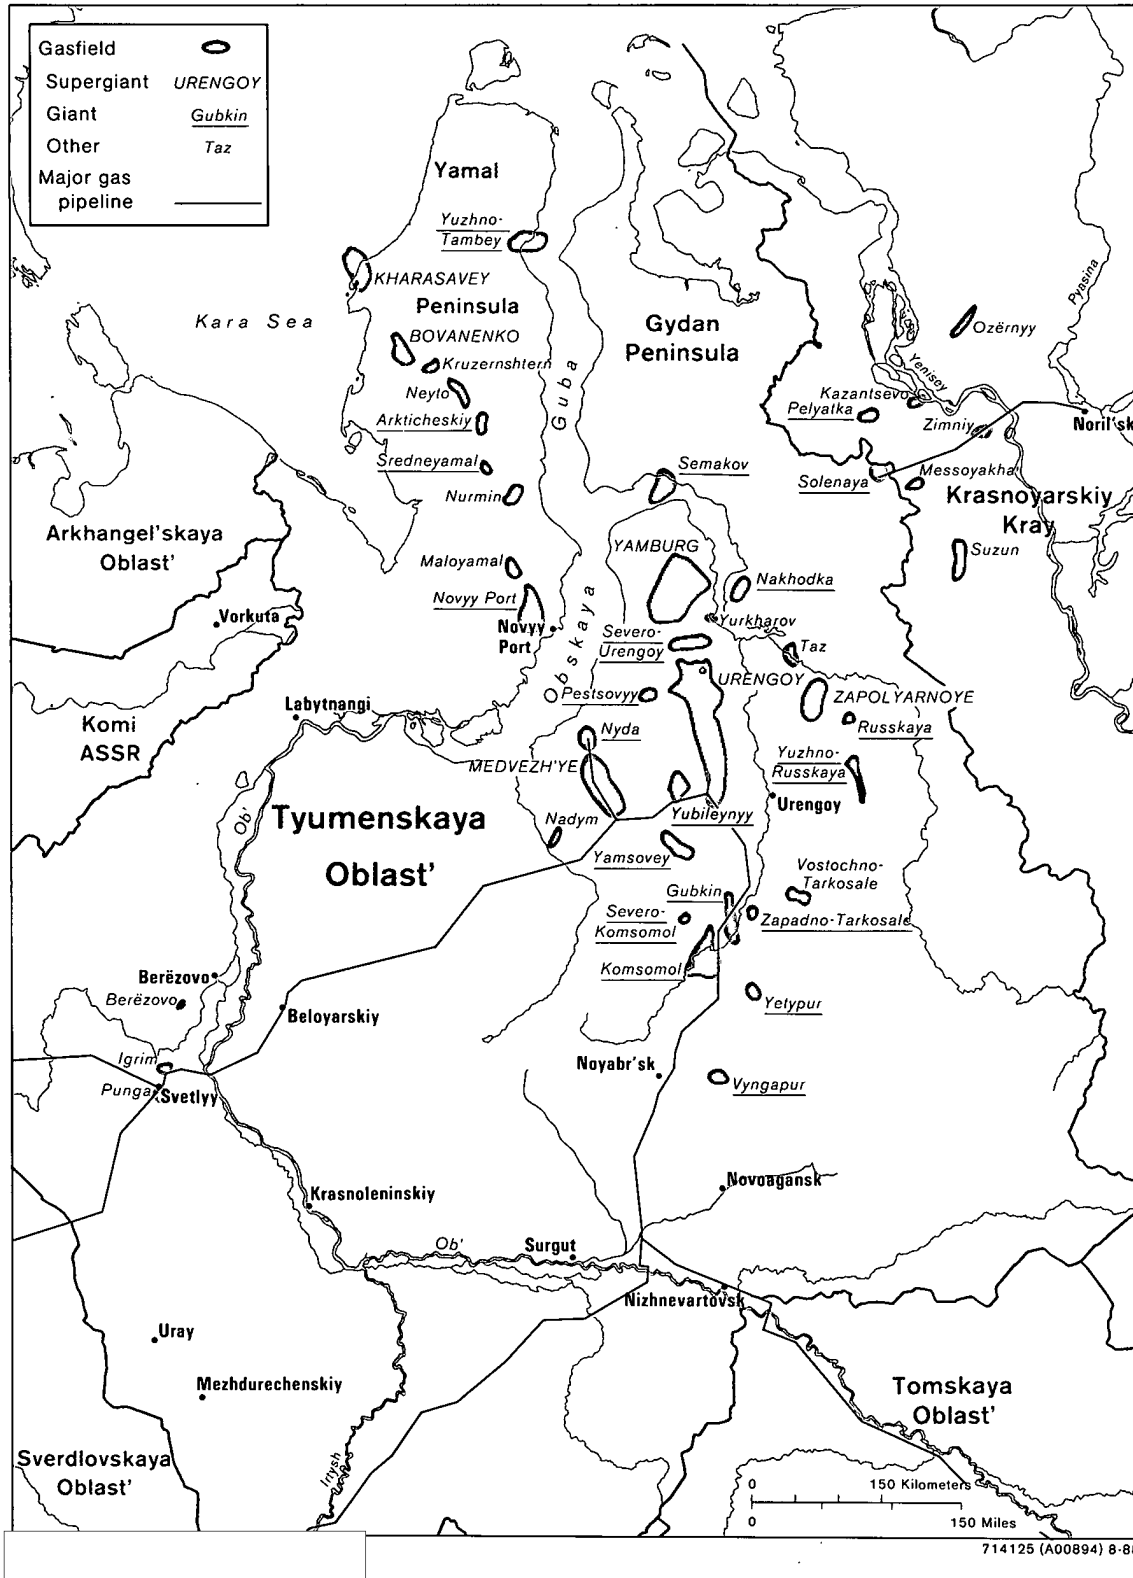 Gasfield
Supergiant URENGOY
Giant Gubkin
Other Taz
Major gas
pipeline
Yamal
Yuzhno-
Tambey
KHARASAVEY
Peninsula
Kara Sea
BOVANENKO
Kruzernshtern
Neyto
Arkticheskiy
Sredneyamal
Nurmin
Guba
Gydan
Peninsula
Pyasina
Ozërnyy
Yenisey
Kazantsevo
Pelyatka
Zimniy
Noril'sk
Semakov
Solenaya
Messoyakha
Krasnoyarskiy
Kray
Arkhangel'skaya
Oblast'
YAMBURG
Suzun
Maloyamal
Nakhodka
Novyy Port
Vorkuta
Novyy
Port
Obskaya
Yurkharov
Severo-
Urengoy
Taz
URENGOY
Pestsovyy
ZAPOLYARNOYE
Labytnangi
Russkaya
Komi
ASSR
Nyda
MEDVEZH'YE
Yuzhno-
Russkaya
Urengoy
Ob'
Tyumenskaya
Oblast'
Nadym
Yubileynyy
Yamsovey
Vostochno-
Tarkosale
Gubkin
Severo-
Komsomol
Zapadno-Tarkosale
Komsomol
Berëzovo
Berëzovo
Beloyarskiy
Yetypur
Igrim
Punga
Svetlyy
Noyabr'sk
Vyngapur
Novoagansk
Krasnoleninskiy
Ob'
Surgut
Nizhnevartovsk
Uray
Mezhdurechenskiy
Tomskaya
Oblast'
Sverdlovskaya
Oblast'
Irtysh
0 150 Kilometers
0 150 Miles
714125 (A00894) 8-88